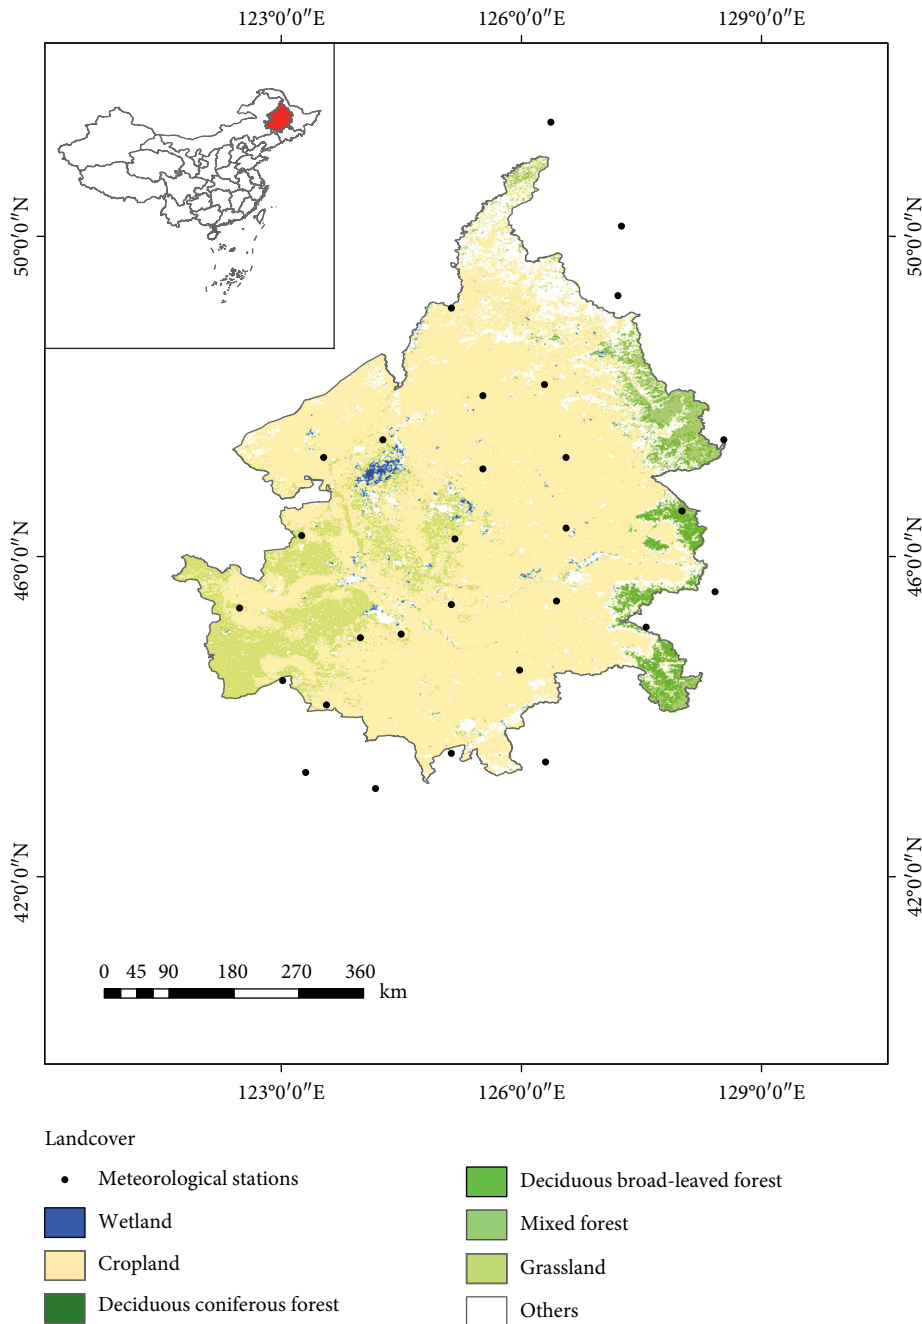 123°0′0″E 126°0′0″E 129°0′0″E
50°0′0″N 50°0′0″N
46°0′0″N 46°0′0″N
42°0′0″N 42°0′0″N
0 45 90 180 270 360
km
123°0′0″E 126°0′0″E 129°0′0″E
Landcover
Meteorological stations
Wetland
Cropland
Deciduous coniferous forest
Deciduous broad-leaved forest
Mixed forest
Grassland
Others